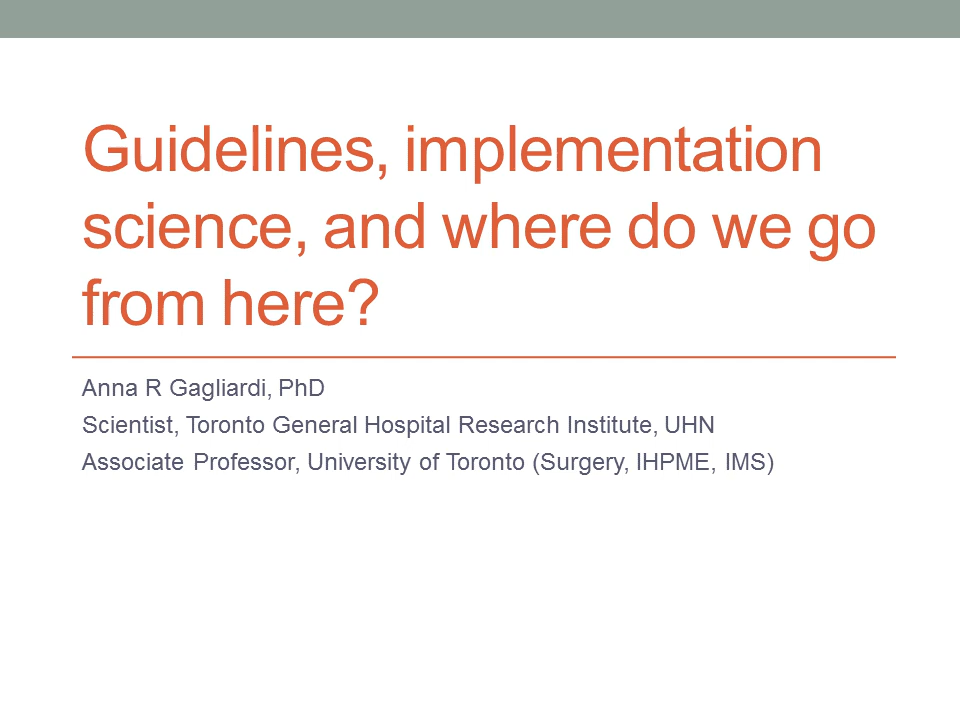 Guidelines, implementation
science, and where do we go
from here?
Anna R Gagliardi, PhD
Scientist, Toronto General Hospital Research Institute, UHN
Associate Professor, University of Toronto (Surgery, IHPME, IMS)